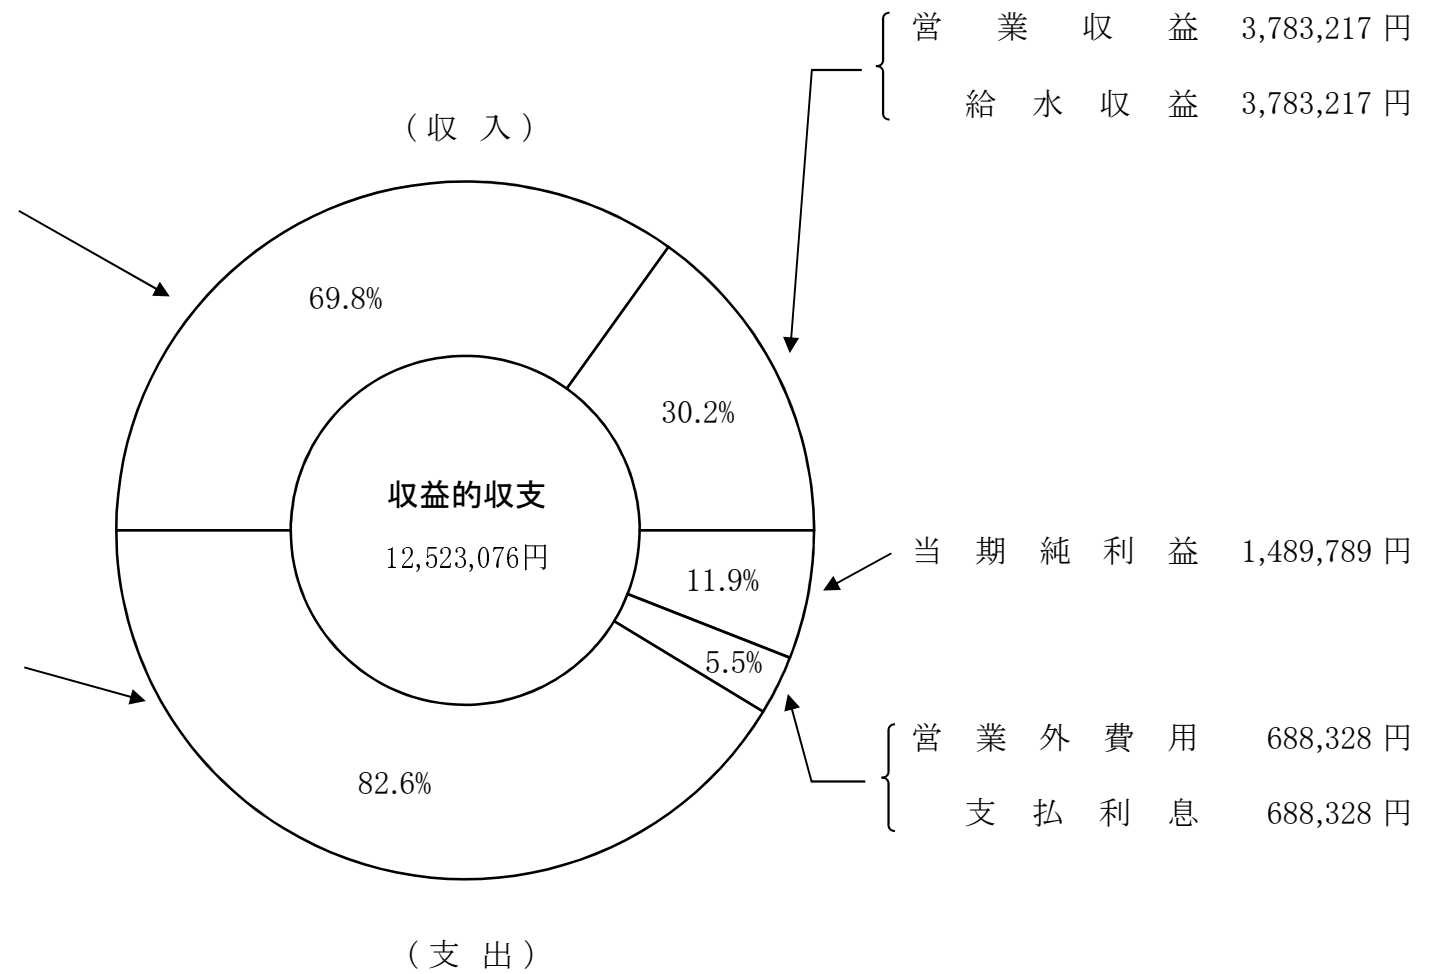 営業収益 3,783,217 円
給水収益 3,783,217 円
（収入）
69.8%
30.2%
収益的収支
12,523,076円
当期純利益 1,489,789 円
11.9%
5.5%
営業外費用 688,328 円
82.6%
支払利息 688,328 円
（支出）